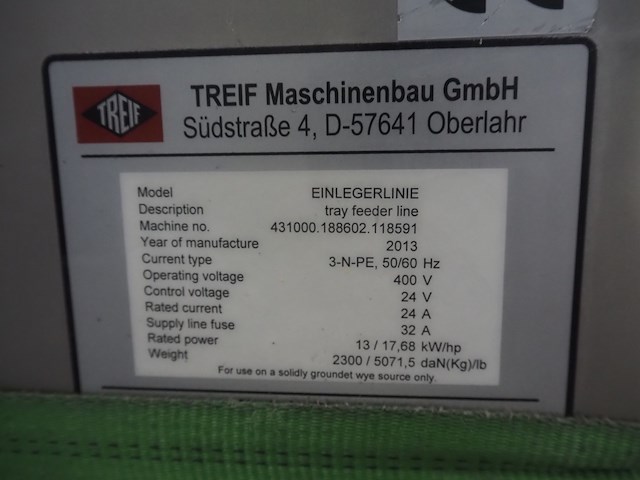 TREIF
TREIF Maschinenbau GmbH
Südstraße 4, D-57641 Oberlahr
Model EINLEGERLINIE
Description tray feeder line
Machine no. 431000.188602.118591
Year of manufacture 2013
Current type 3-N-PE, 50/60 Hz
Operating voltage 400 V
Control voltage 24 V
Rated current 24 A
Supply line fuse 32 A
Rated power 13 / 17,68 kW/hp
Weight 2300 / 5071,5 daN(Kg)/lb
For use on a solidly groundet wye source only.